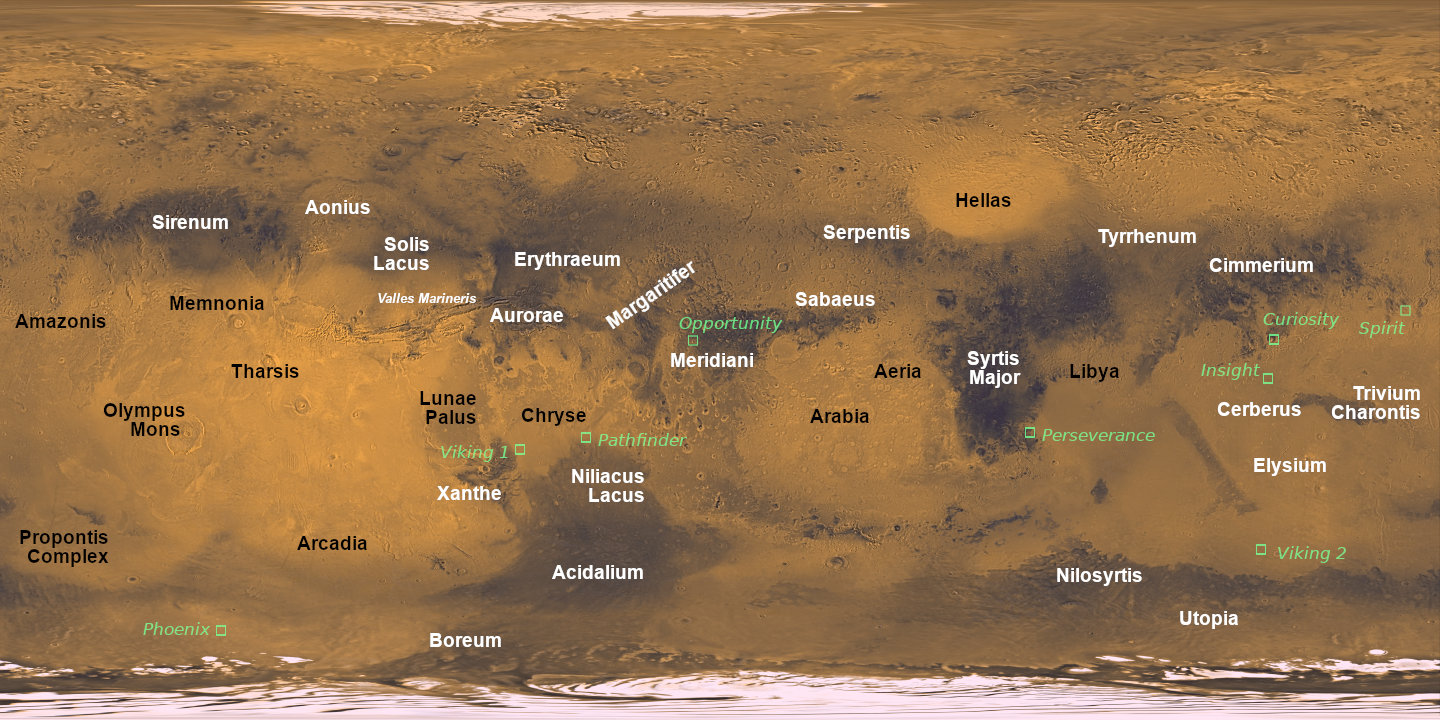 Hellas
Aonius
Sirenum
Serpentis
Tyrrhenum
Solis
Lacus
Erythraeum
Cimmerium
Margaritifer
Valles Marineris
Sabaeus
Memnonia
Aurorae
Amazonis
Opportunity
Curiosity
Spirit
Meridiani
Syrtis
Major
Tharsis
Aeria
Libya
Insight
Trivium
Charontis
Lunae
Palus
Olympus
Mons
Chryse
Arabia
Cerberus
Viking 1
Pathfinder
Perseverance
Elysium
Niliacus
Lacus
Xanthe
Propontis
Complex
Arcadia
Viking 2
Acidalium
Nilosyrtis
Utopia
Phoenix
Boreum